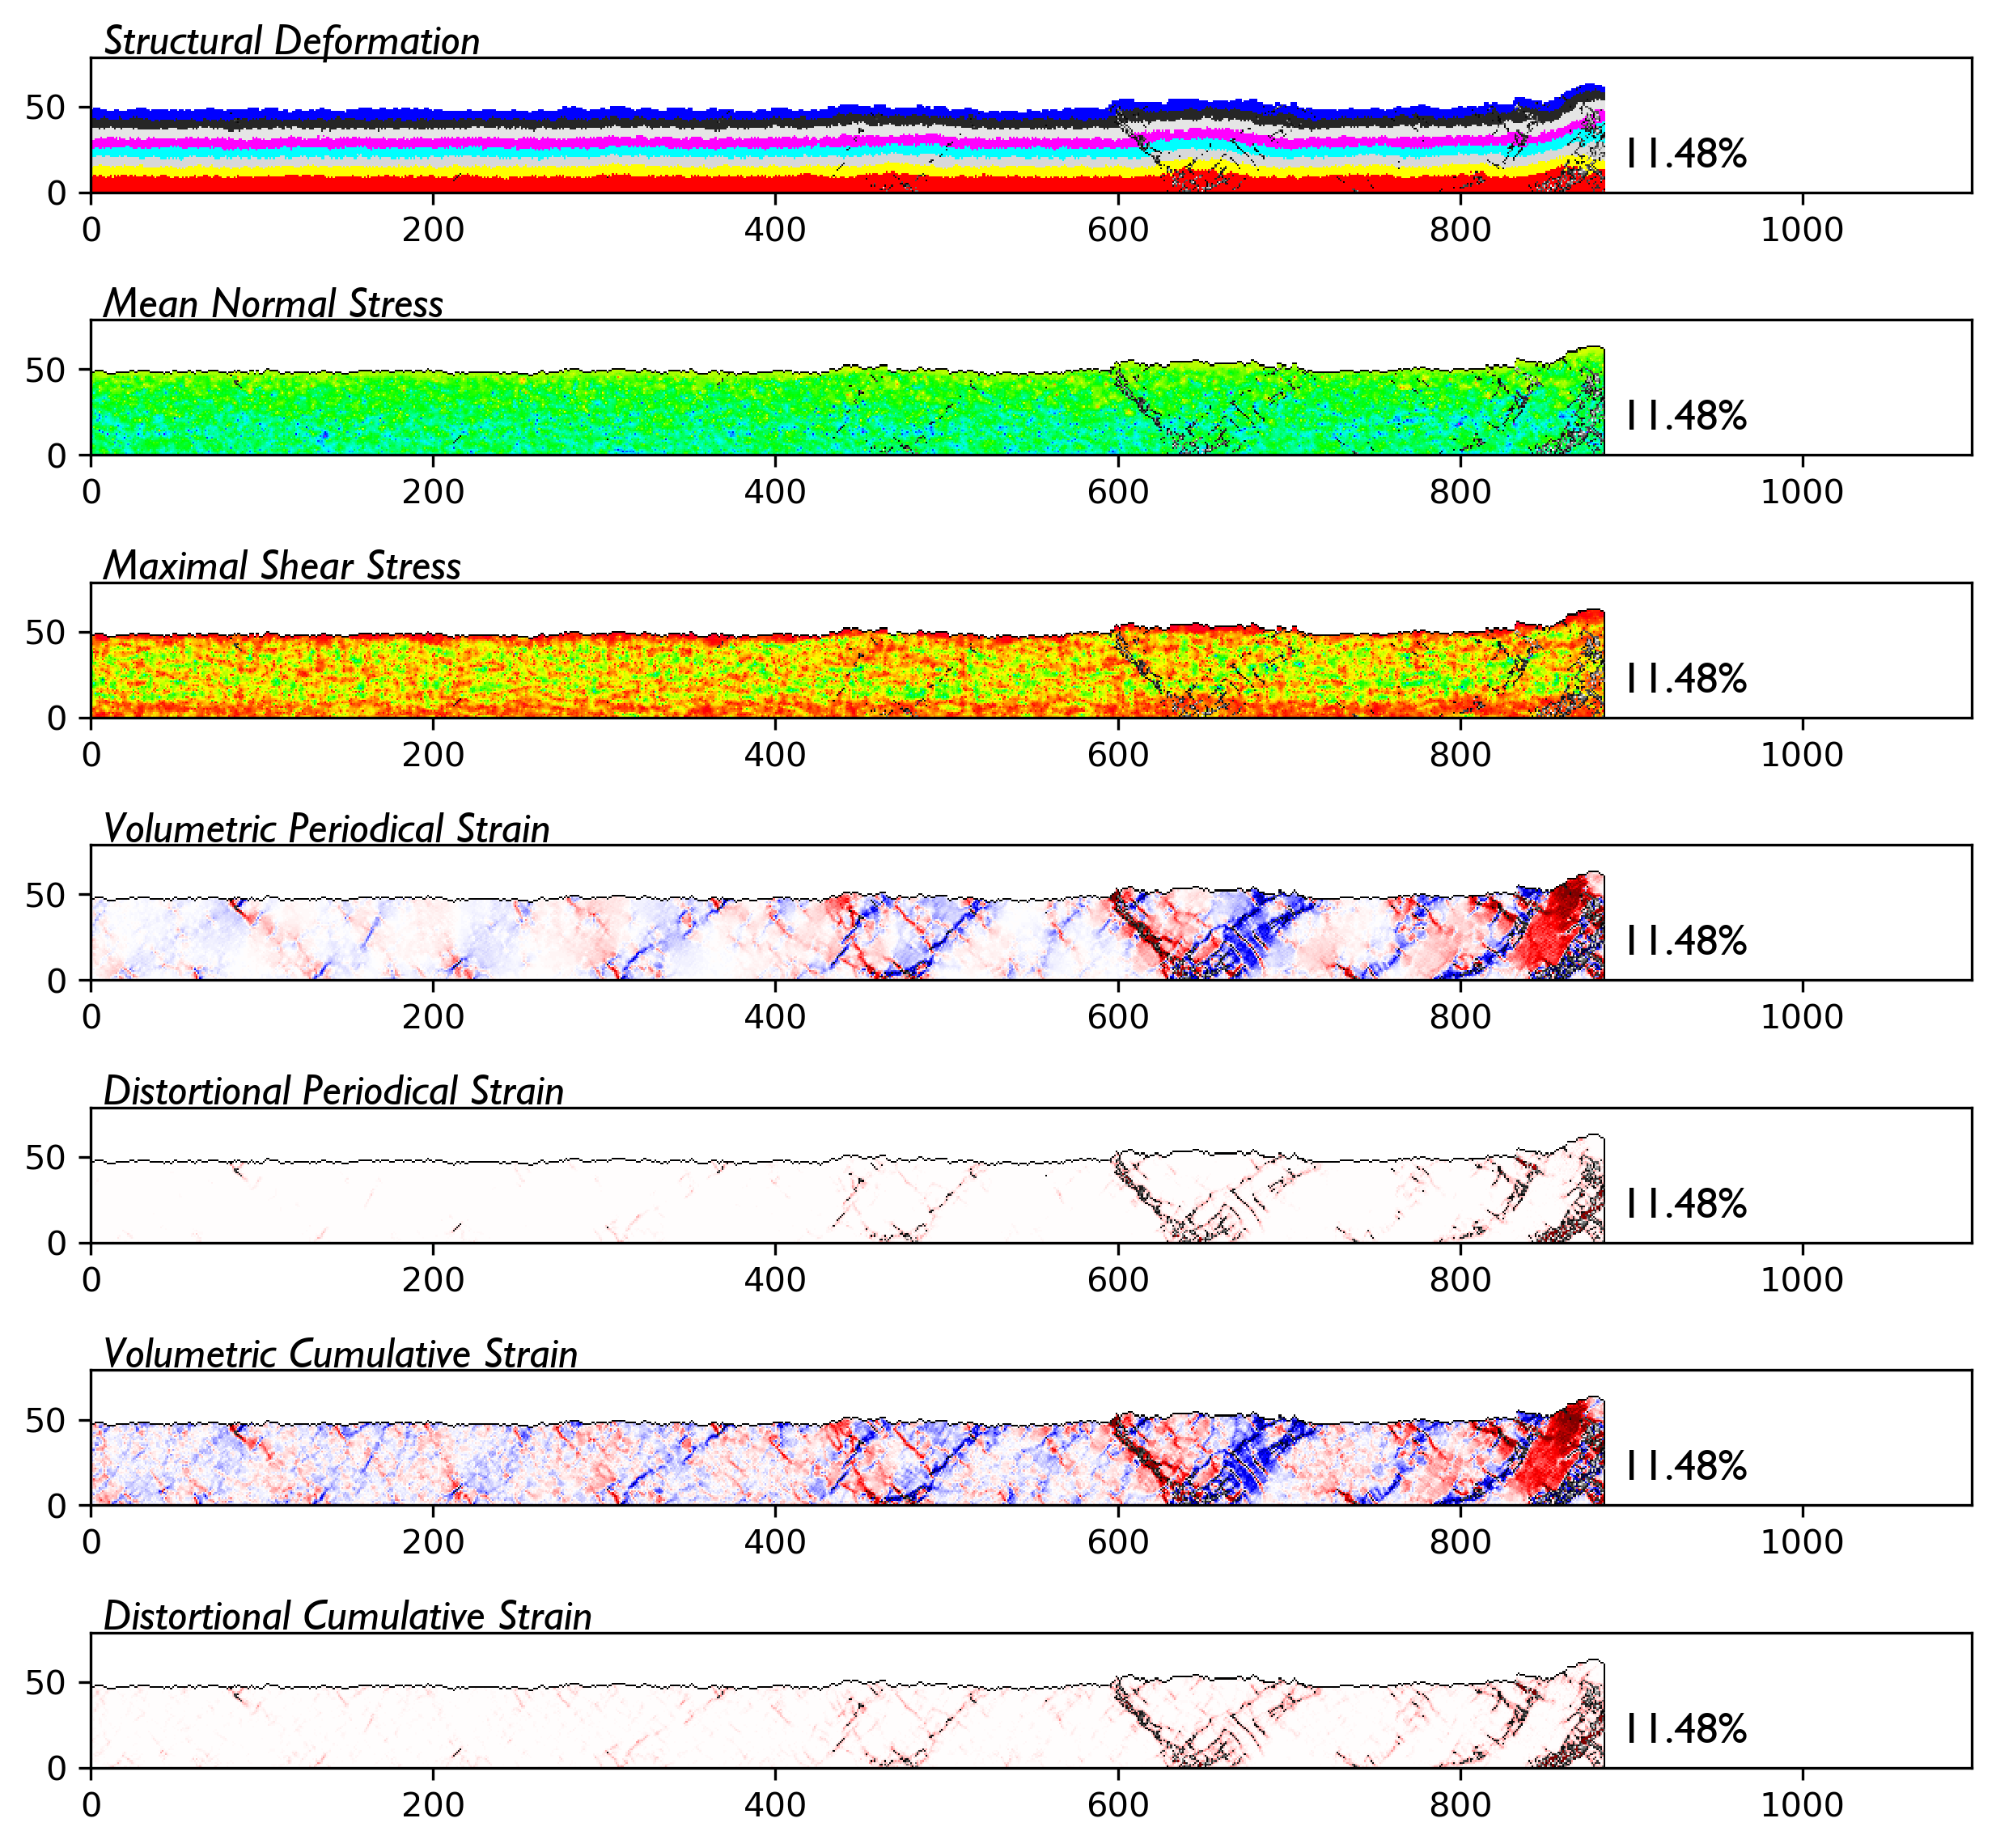 Structural Deformation
50
0
11.48%
0 200 400 600 800 1000
Mean Normal Stress
50
0
11.48%
0 200 400 600 800 1000
Maximal Shear Stress
50
0
11.48%
0 200 400 600 800 1000
Volumetric Periodical Strain
50
0
11.48%
0 200 400 600 800 1000
Distortional Periodical Strain
50
0
11.48%
0 200 400 600 800 1000
Volumetric Cumulative Strain
50
0
11.48%
0 200 400 600 800 1000
Distortional Cumulative Strain
50
0
11.48%
0 200 400 600 800 1000